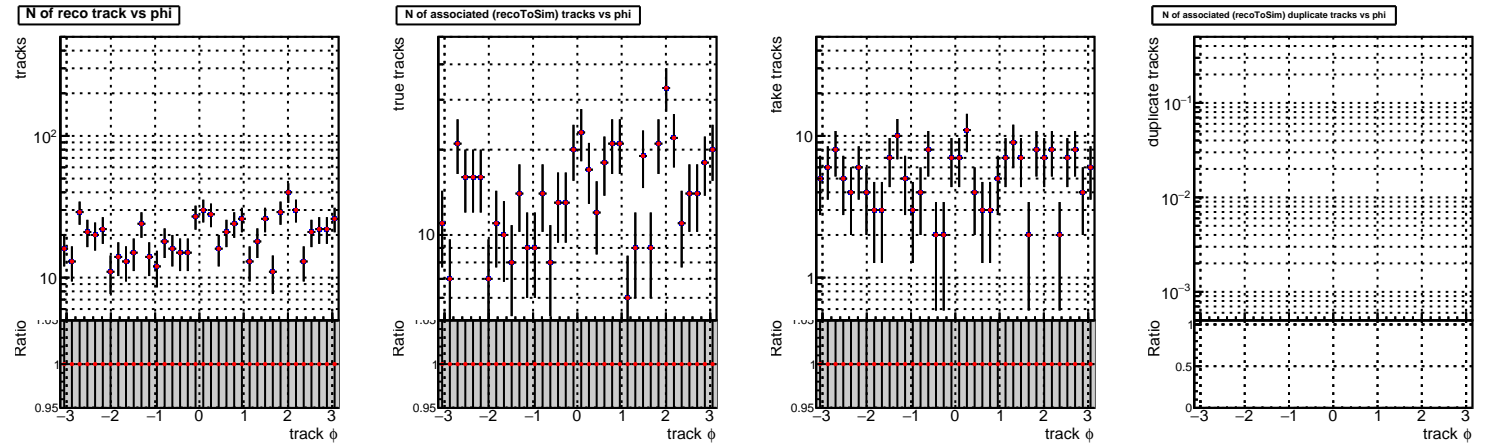 N of reco track vs phi
tracks
10²
10
Ratio
1
0.95
−3 −2 −1 0 1 2 3
track ϕ
N of associated (recoToSim) tracks vs phi
true tracks
10
Ratio
1
0.95
−3 −2 −1 0 1 2 3
track ϕ
fake tracks
10
1
Ratio
1
0.95
−3 −2 −1 0 1 2 3
track ϕ
N of associated (recoToSim) duplicate tracks vs phi
duplicate tracks
10⁻¹
10⁻²
10⁻³
Ratio
1
0.5
0
−3 −2 −1 0 1 2 3
track ϕ